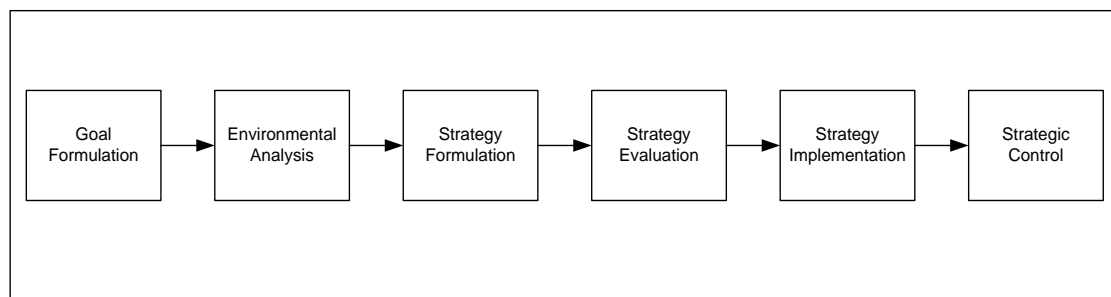 Goal
Formulation
Environmental
Analysis
Strategy
Formulation
Strategy
Evaluation
Strategy
Implementation
Strategic
Control